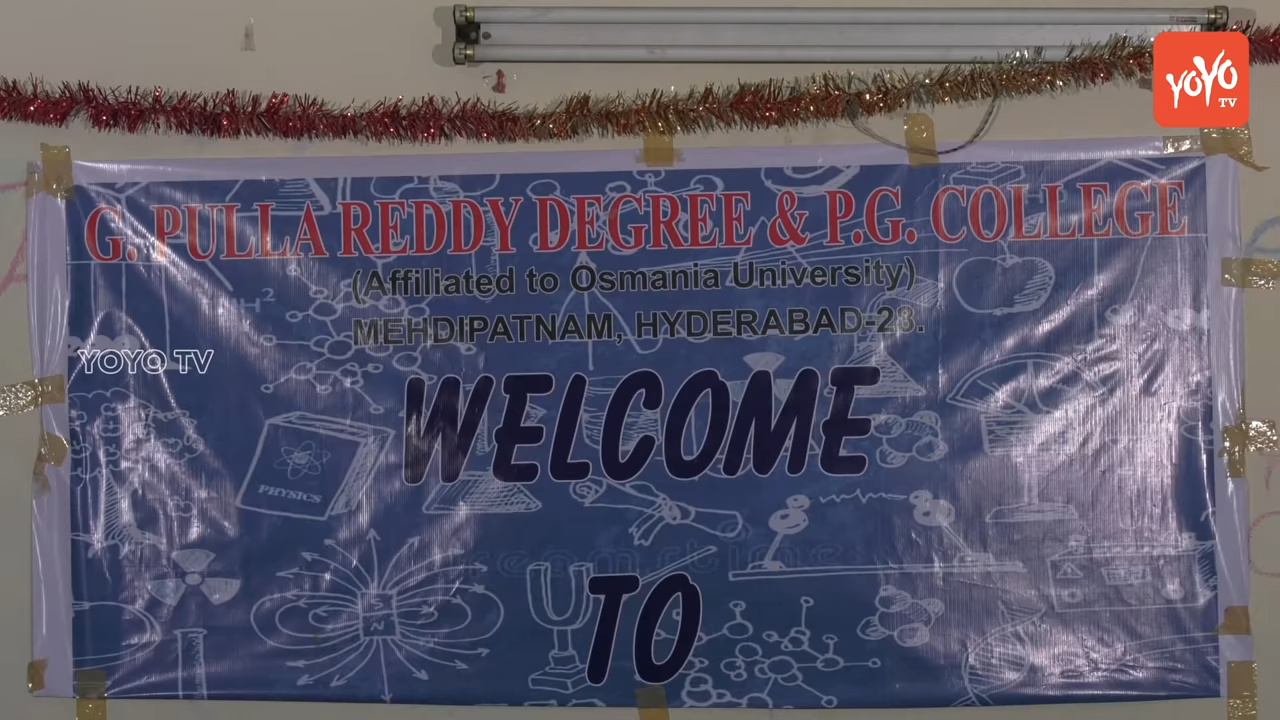 YOYO
TV
G. PULLA REDDY DEGREE & P.G. COLLEGE
(Affiliated to Osmania University)
MEHDIPATNAM, HYDERABAD-28.
YOYO TV
WELCOME
PHYSICS
TO
S
N